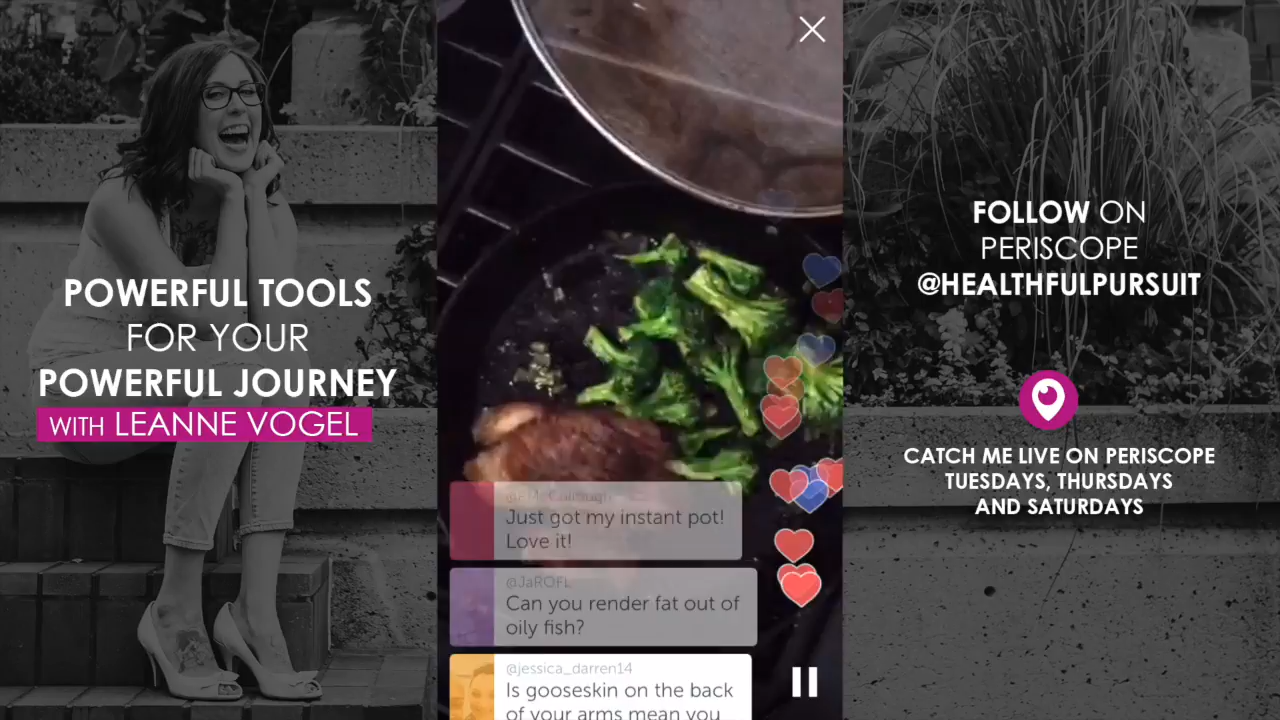 POWERFUL TOOLS
FOR YOUR
POWERFUL JOURNEY
WITH LEANNE VOGEL
Just got my instant pot!
Love it!
@JaROFL
Can you render fat out of
oily fish?
@jessica_darren14
Is gooseskin on the back
of your arms mean you
FOLLOW ON
PERISCOPE
@HEALTHFULPURSUIT
CATCH ME LIVE ON PERISCOPE
TUESDAYS, THURSDAYS
AND SATURDAYS